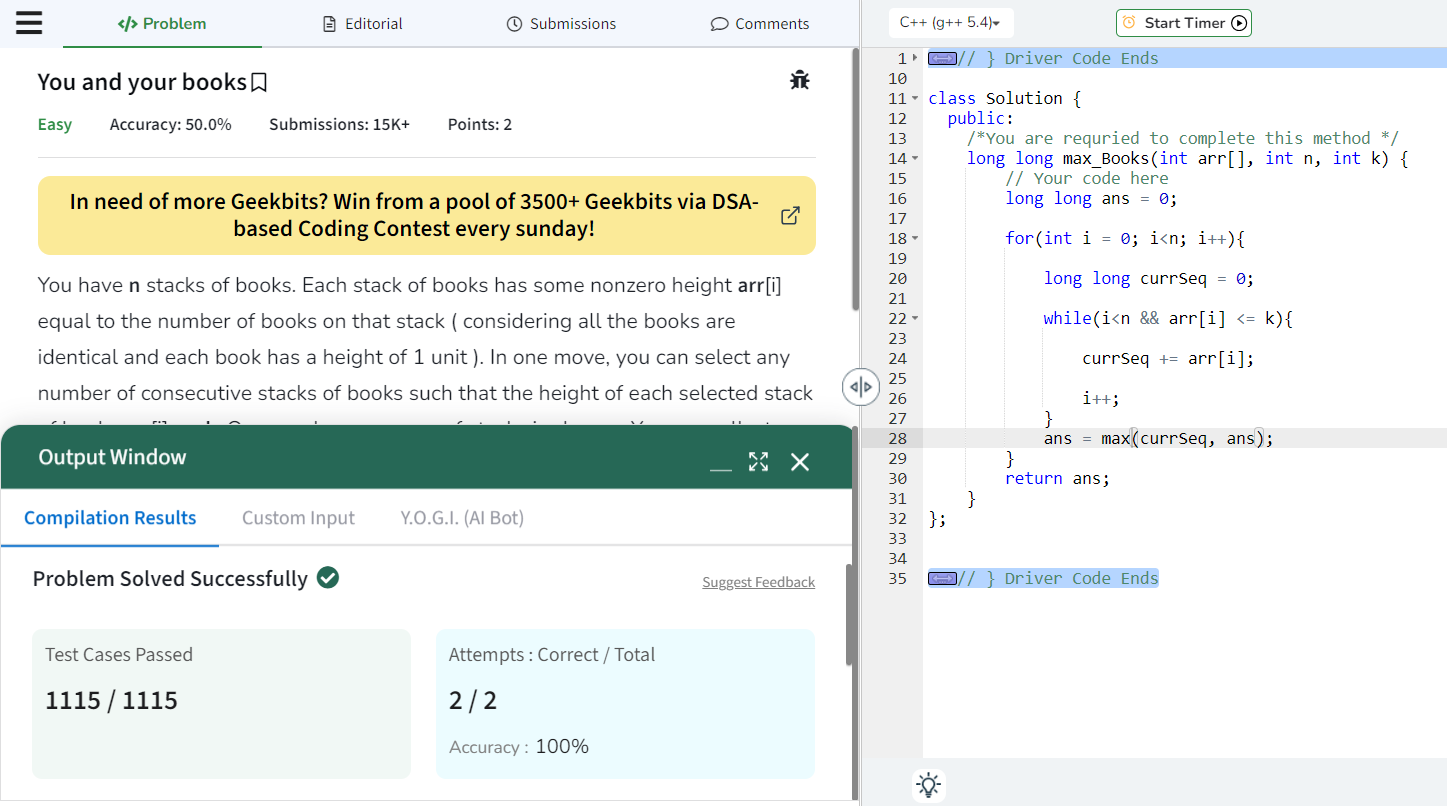 Problem
Editorial
Submissions
Comments
You and your books
Easy
Accuracy: 50.0%
Submissions: 15K+
Points: 2
In need of more Geekbits? Win from a pool of 3500+ Geekbits via DSA-
based Coding Contest every sunday!
You have n stacks of books. Each stack of books has some nonzero height arr[i]
equal to the number of books on that stack ( considering all the books are
identical and each book has a height of 1 unit ). In one move, you can select any
number of consecutive stacks of books such that the height of each selected stack
Output Window
Compilation Results
Custom Input
Y.O.G.I. (AI Bot)
Problem Solved Successfully
Suggest Feedback
Test Cases Passed
1115 / 1115
Attempts : Correct / Total
2 / 2
Accuracy : 100%
C++ (g++ 5.4)
Start Timer
1 // } Driver Code Ends
10
11 class Solution {
12 public:
13 /*You are requried to complete this method */
14 long long max_Books(int arr[], int n, int k) {
15 // Your code here
16 long long ans = 0;
17
18 for(int i = 0; i<n; i++){
19
20 long long currSeq = 0;
21
22 while(i<n && arr[i] <= k){
23
24 currSeq += arr[i];
25
26 i++;
27 }
28 ans = max(currSeq, ans);
29 }
30 return ans;
31 }
32 };
33
34
35 // } Driver Code Ends